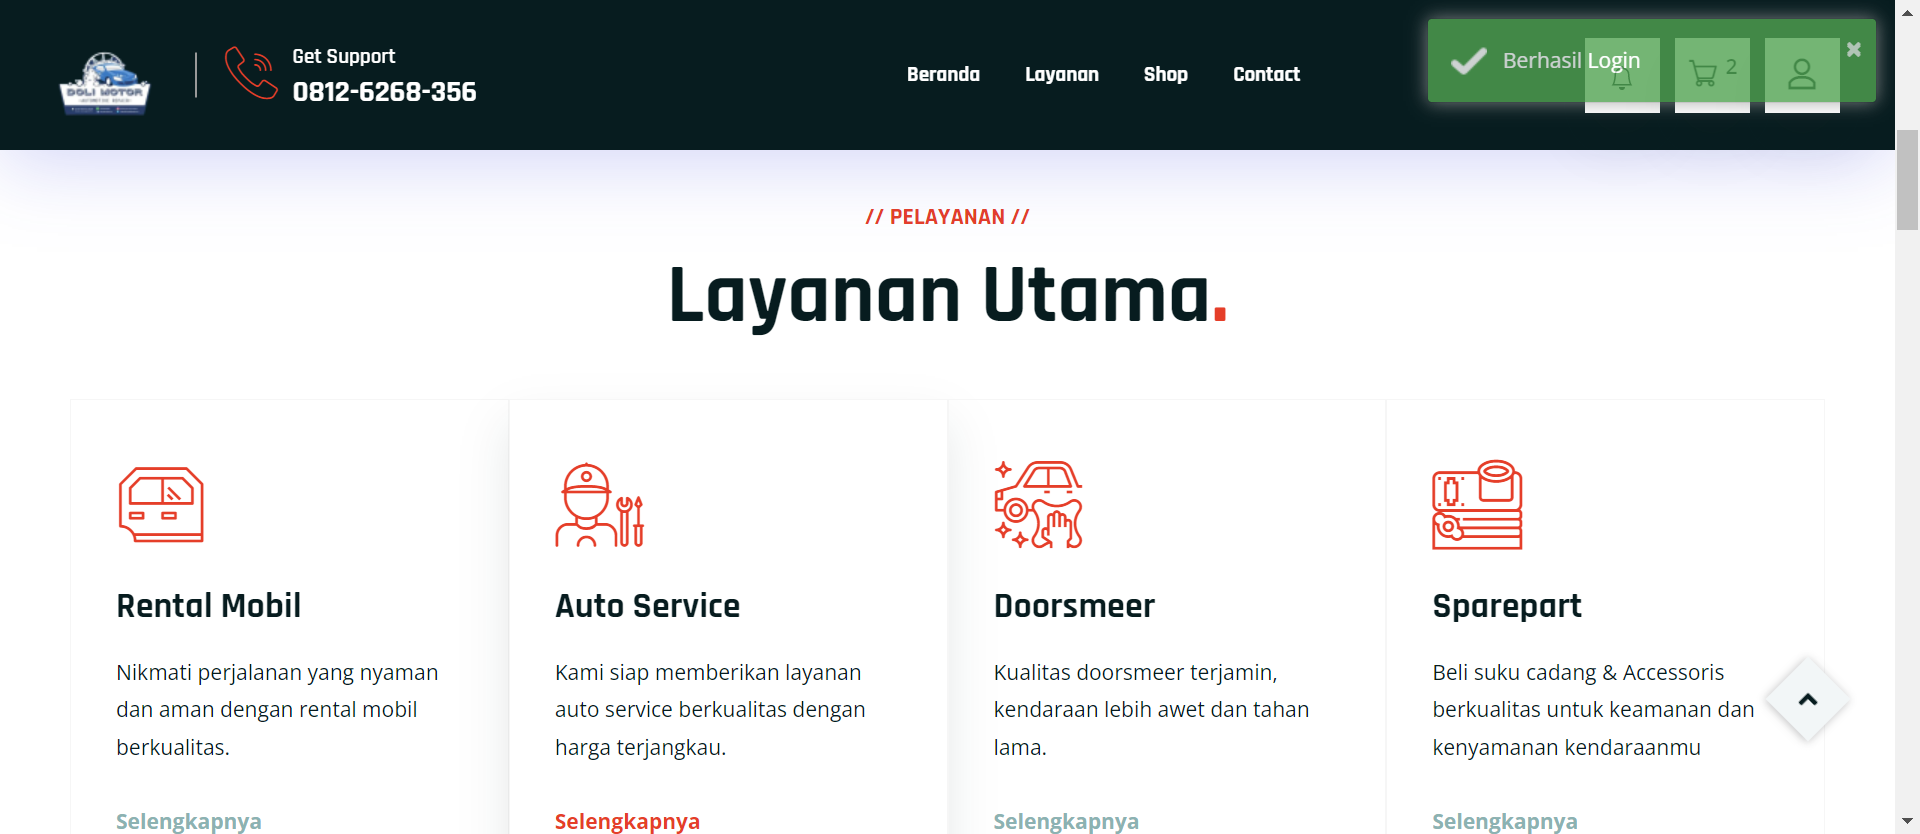 DOLI MOTOR
Get Support
0812-6268-356
Beranda
Layanan
Shop
Contact
Berhasil Login
2
// PELAYANAN //
Layanan Utama.
Rental Mobil
Nikmati perjalanan yang nyaman
dan aman dengan rental mobil
berkualitas.
Selengkapnya
Auto Service
Kami siap memberikan layanan
auto service berkualitas dengan
harga terjangkau.
Selengkapnya
Doorsmeer
Kualitas doorsmeer terjamin,
kendaraan lebih awet dan tahan
lama.
Selengkapnya
Sparepart
Beli suku cadang & Accessoris
berkualitas untuk keamanan dan
kenyamanan kendaraanmu
Selengkapnya